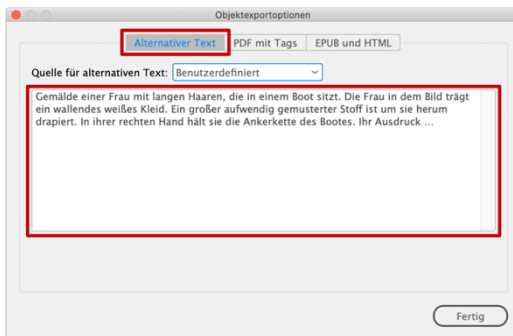 Objektexportoptionen
Alternativer Text PDF mit Tags EPUB und HTML
Quelle für alternativen Text: Benutzerdefiniert
Gemälde einer Frau mit langen Haaren, die in einem Boot sitzt. Die Frau in dem Bild trägt
ein wallendes weißes Kleid. Ein großer aufwendig gemusterter Stoff ist um sie herum
drapiert. In ihrer rechten Hand hält sie die Ankerkette des Bootes. Ihr Ausdruck ...
Fertig